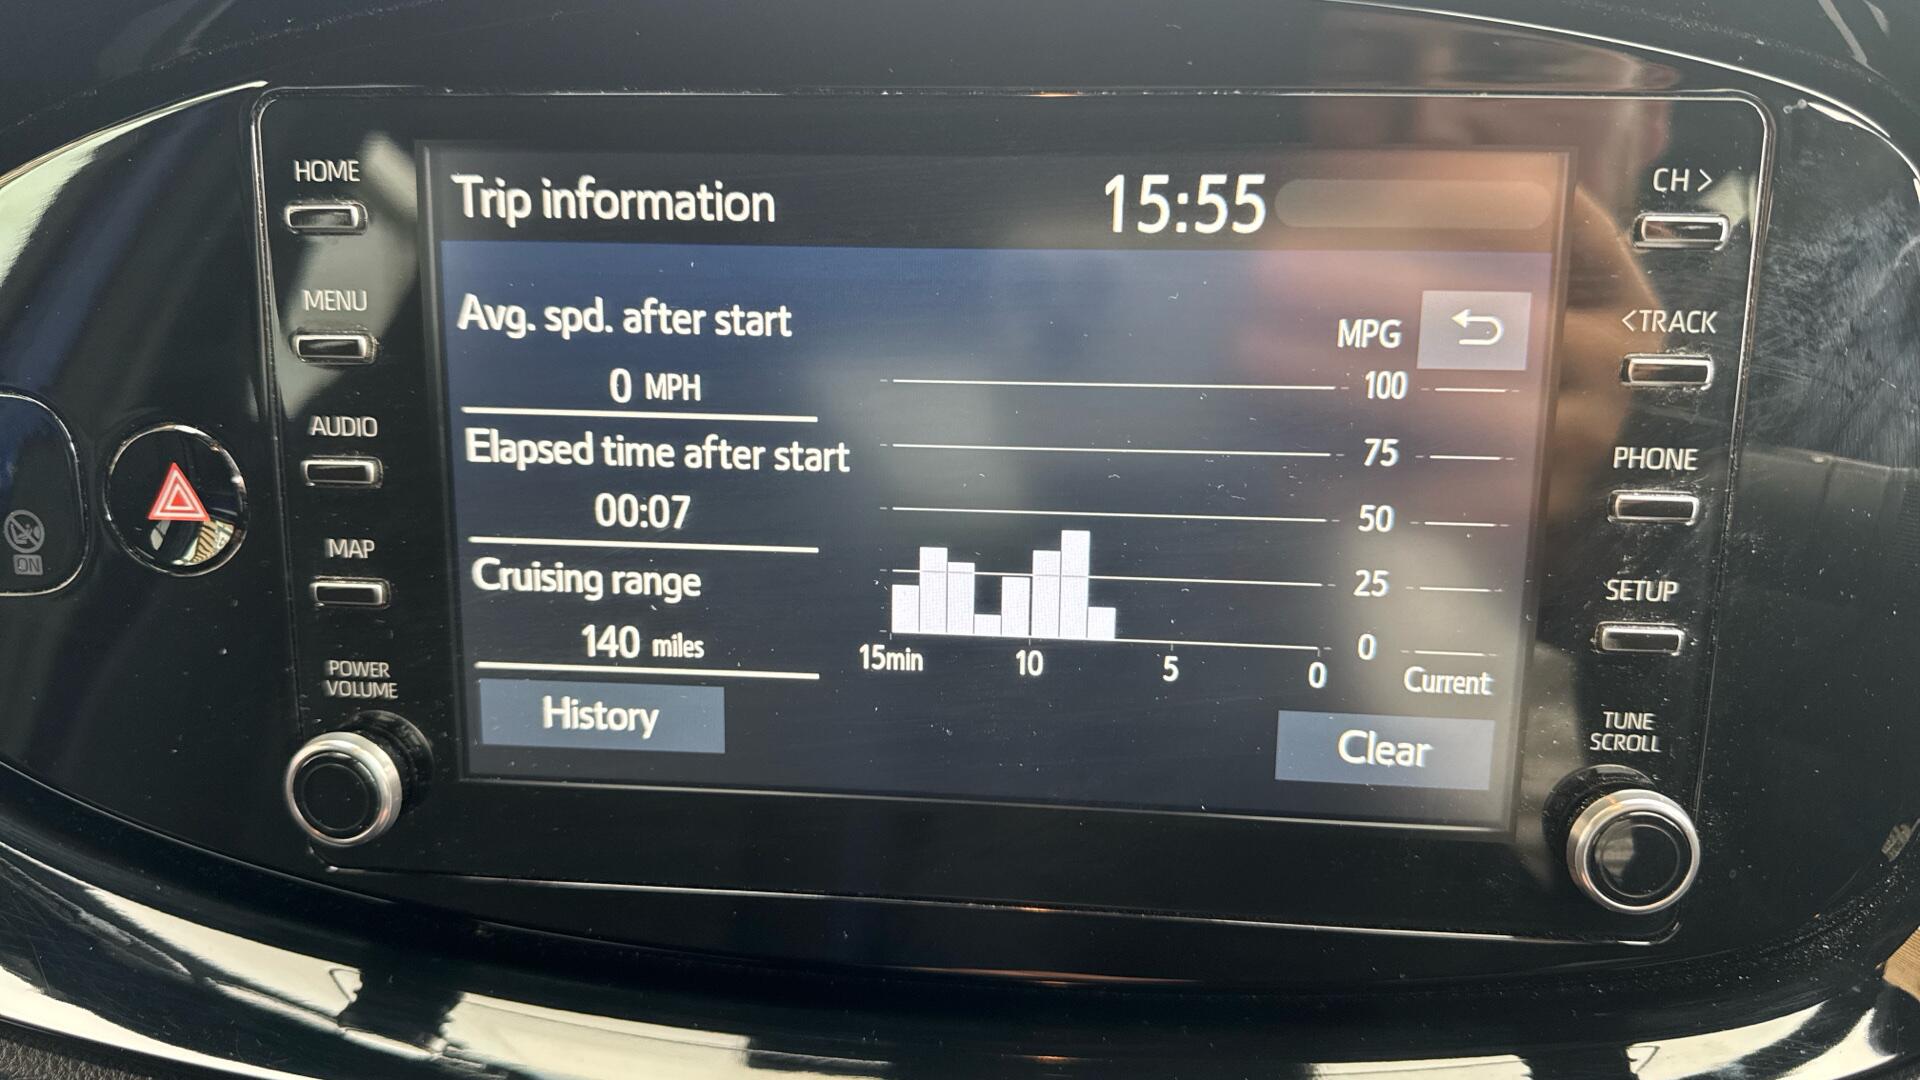 HOME
MENU
AUDIO
MAP
POWER
VOLUME
ON
Trip information 15:55
Avg. spd. after start
0 MPH
Elapsed time after start
00:07
Cruising range
140 miles
History
MPG
100
75
50
25
0
15min 10 5 0 Current
Clear
CH >
<TRACK
PHONE
SETUP
TUNE
SCROLL